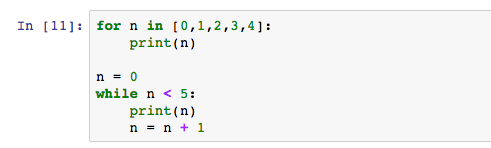 In [11]: for n in [0,1,2,3,4]:
    print(n)

n = 0
while n < 5:
    print(n)
    n = n + 1